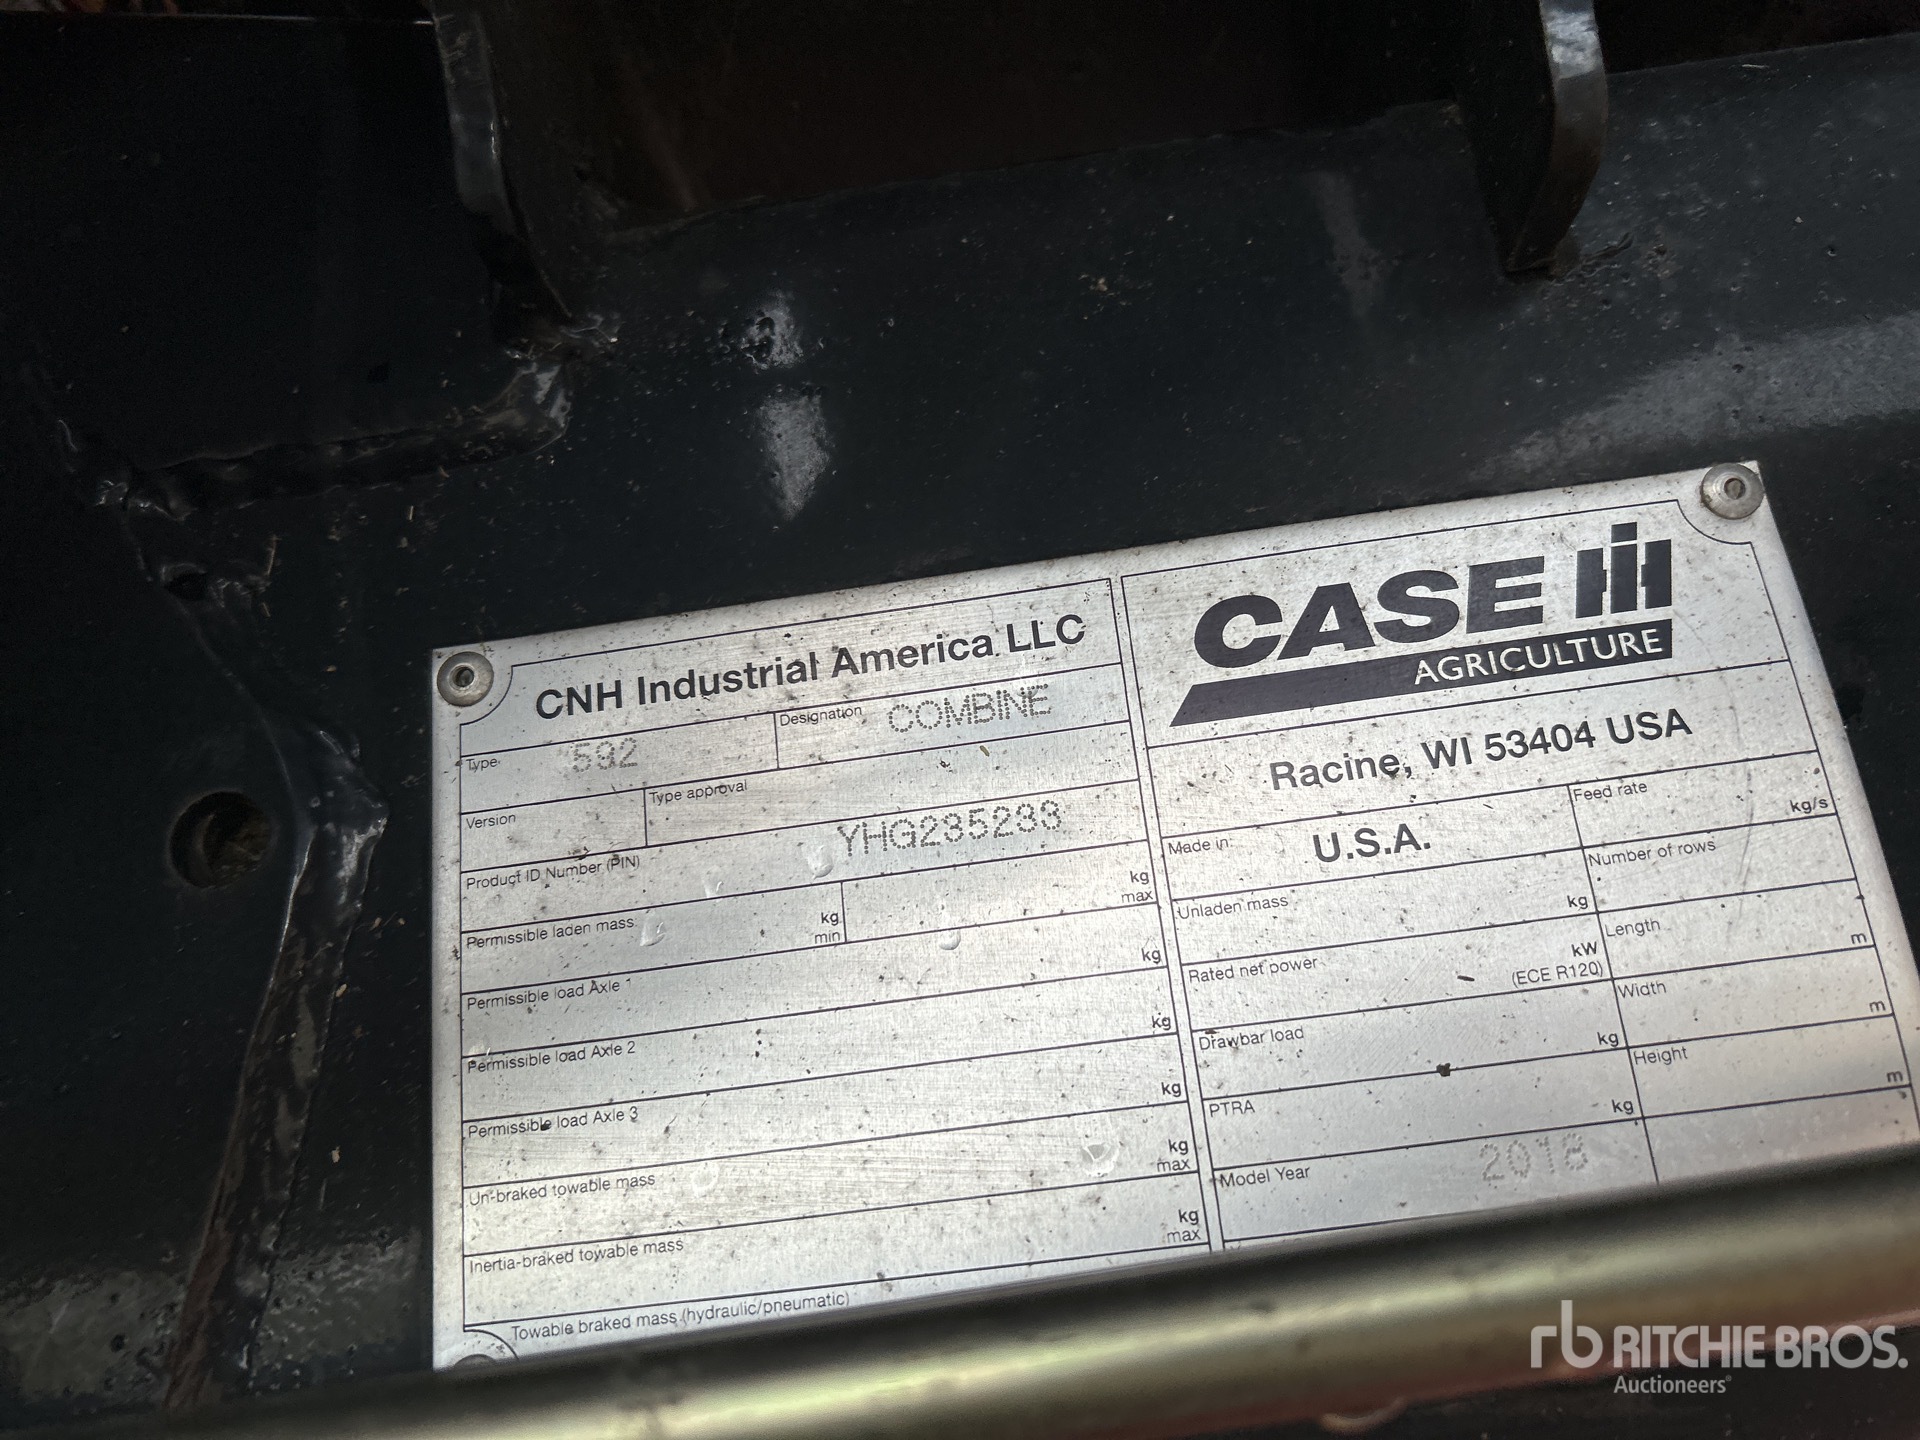 CNH Industrial America LLC
Type 592
Designation COMBINE
Version
Type approval
Product ID Number (PIN) YHG235233
Permissible laden mass kg min
kg max
Permissible load Axle 1 kg
Permissible load Axle 2 kg
Permissible load Axle 3 kg
Un-braked towable mass kg max
Inertia-braked towable mass kg max
Towable braked mass (hydraulic/pneumatic)
CASE IH
AGRICULTURE
Racine, WI 53404 USA
Made in: U.S.A.
Feed rate kg/s
Number of rows
Unladen mass kg
Length m
Rated net power kW (ECE R120)
Width m
Drawbar load kg
Height m
PTRA kg
Model Year 2018
rb RITCHIE BROS.
Auctioneers®